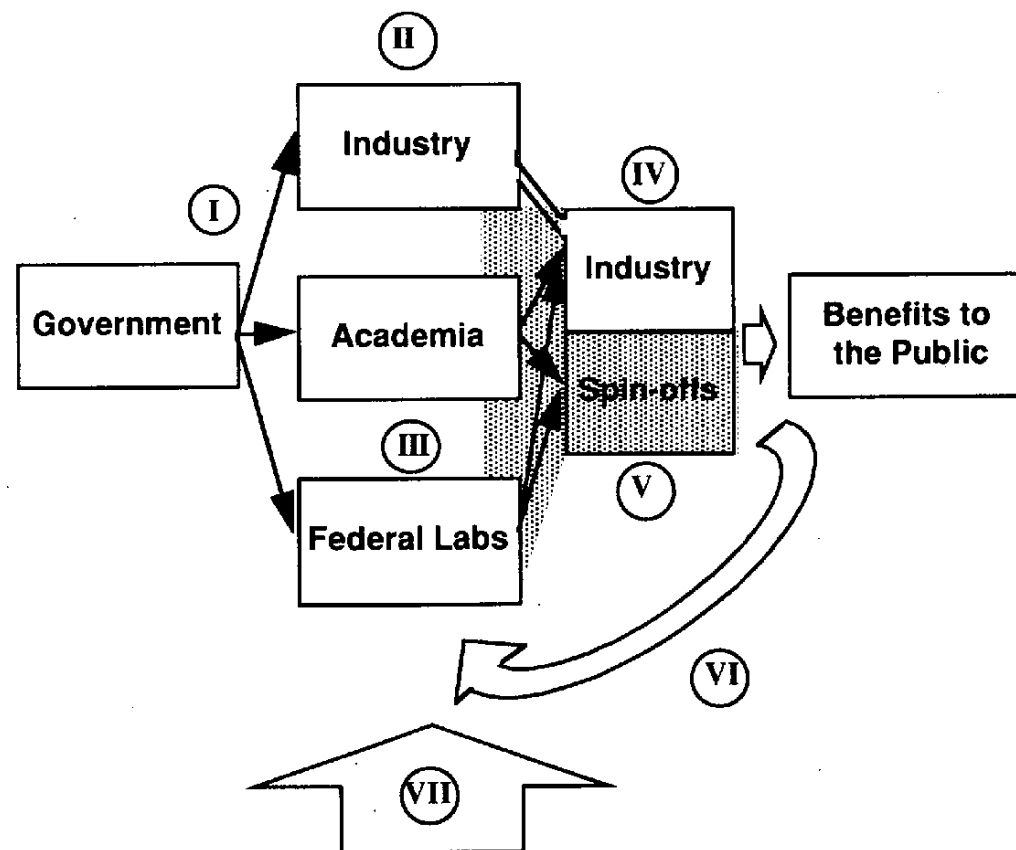 II
Industry
I
IV
Government
Academia
Industry
Benefits to
the Public
Spin-offs
III
V
Federal Labs
VI
VII